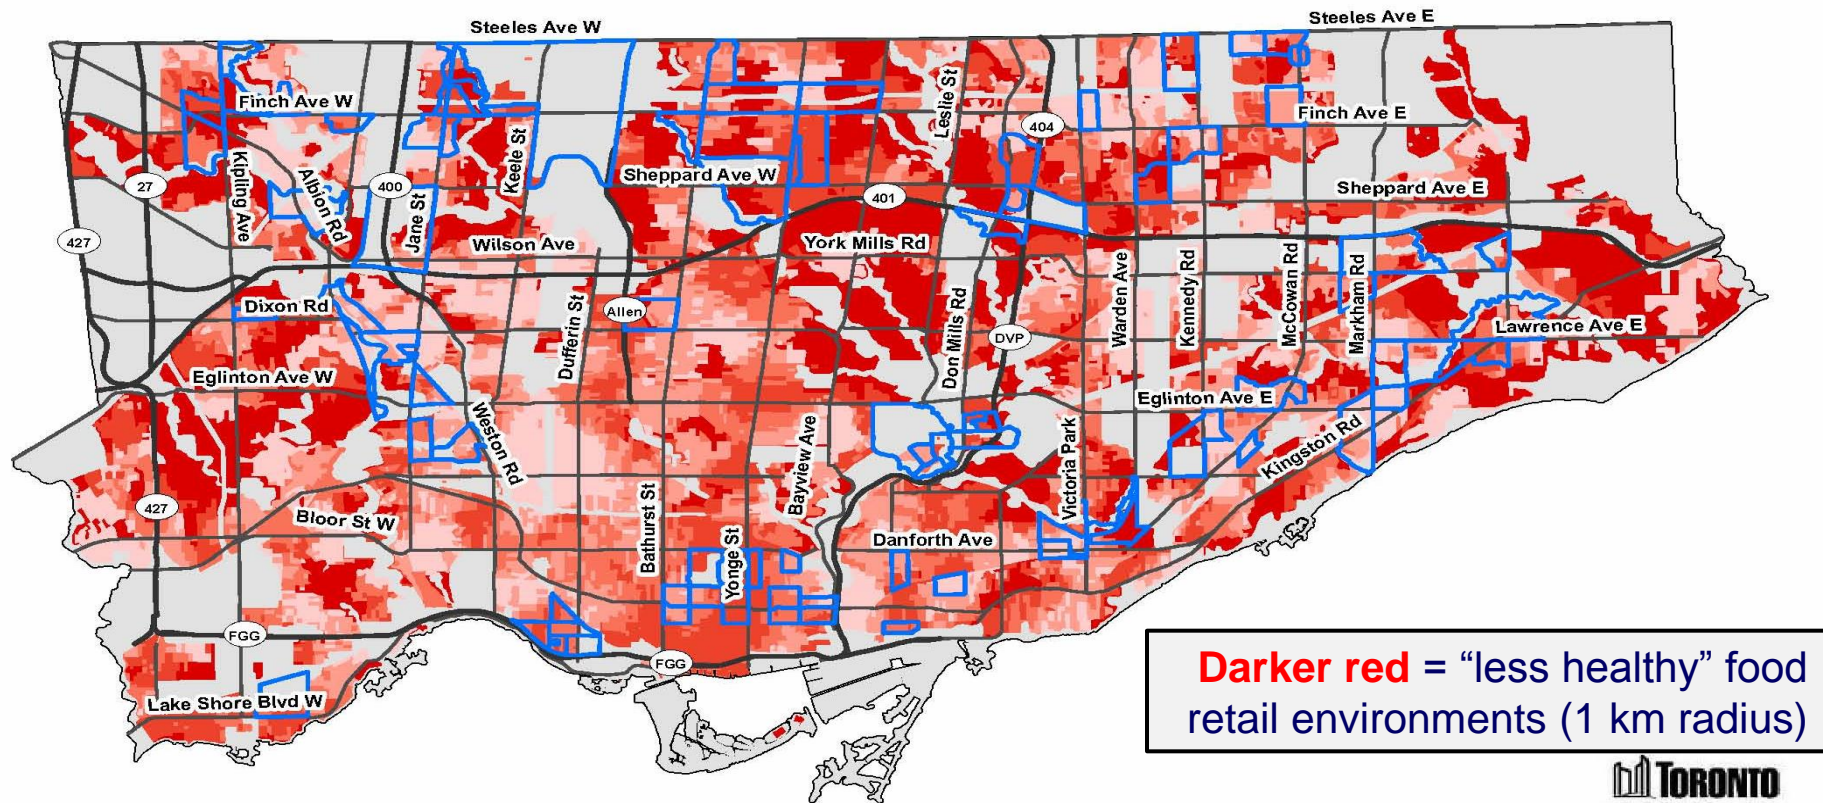 Steeles Ave W
Steeles Ave E
Finch Ave W
Leslie St
404
Finch Ave E
Keele St
27
Kipling Ave
Albion Rd
400
Jane St
Sheppard Ave W
401
Sheppard Ave E
427
Wilson Ave
York Mills Rd
Warden Ave
Kennedy Rd
McCowan Rd
Markham Rd
Dixon Rd
Allen
Dufferin St
Don Mills Rd
DVP
Lawrence Ave E
Eglinton Ave W
Eglinton Ave E
Weston Rd
Bayview Ave
Victoria Park
Kingston Rd
427
Bloor St W
Bathurst St
Yonge St
Danforth Ave
FGG
FGG
Lake Shore Blvd W
Darker red = “less healthy” food
retail environments (1 km radius)
TORONTO